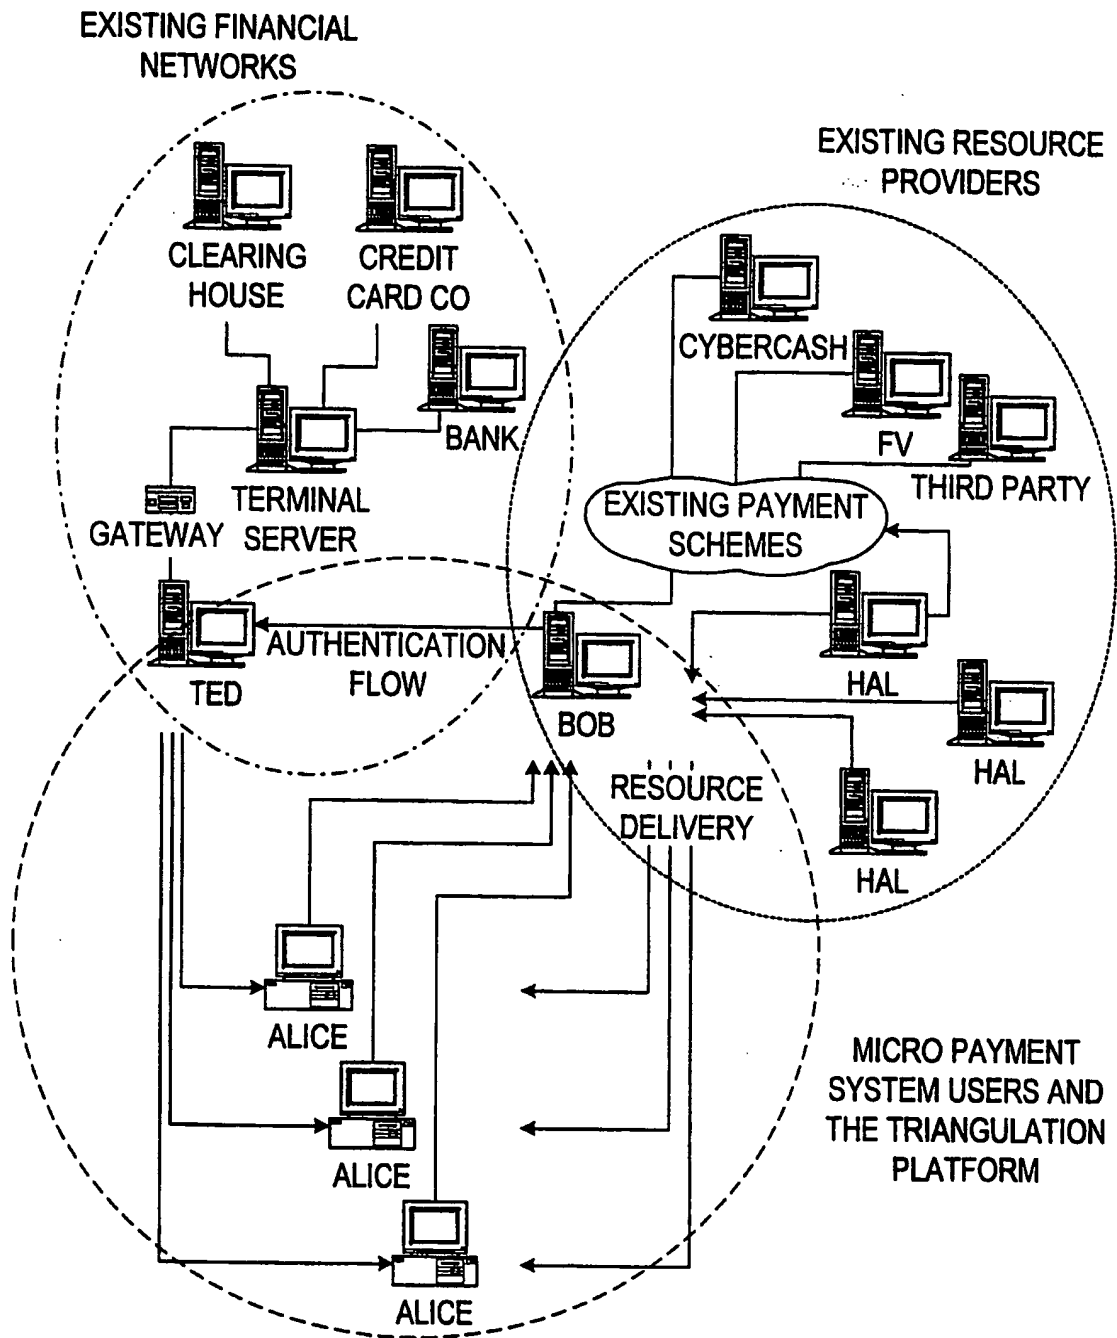 EXISTING FINANCIAL
NETWORKS
EXISTING RESOURCE
PROVIDERS
CLEARING
HOUSE
CREDIT
CARD CO
CYBERCASH
BANK
FV
THIRD PARTY
EXISTING PAYMENT
SCHEMES
TERMINAL
SERVER
GATEWAY
AUTHENTICATION
FLOW
TED
BOB
HAL
HAL
HAL
RESOURCE
DELIVERY
ALICE
ALICE
ALICE
MICRO PAYMENT
SYSTEM USERS AND
THE TRIANGULATION
PLATFORM